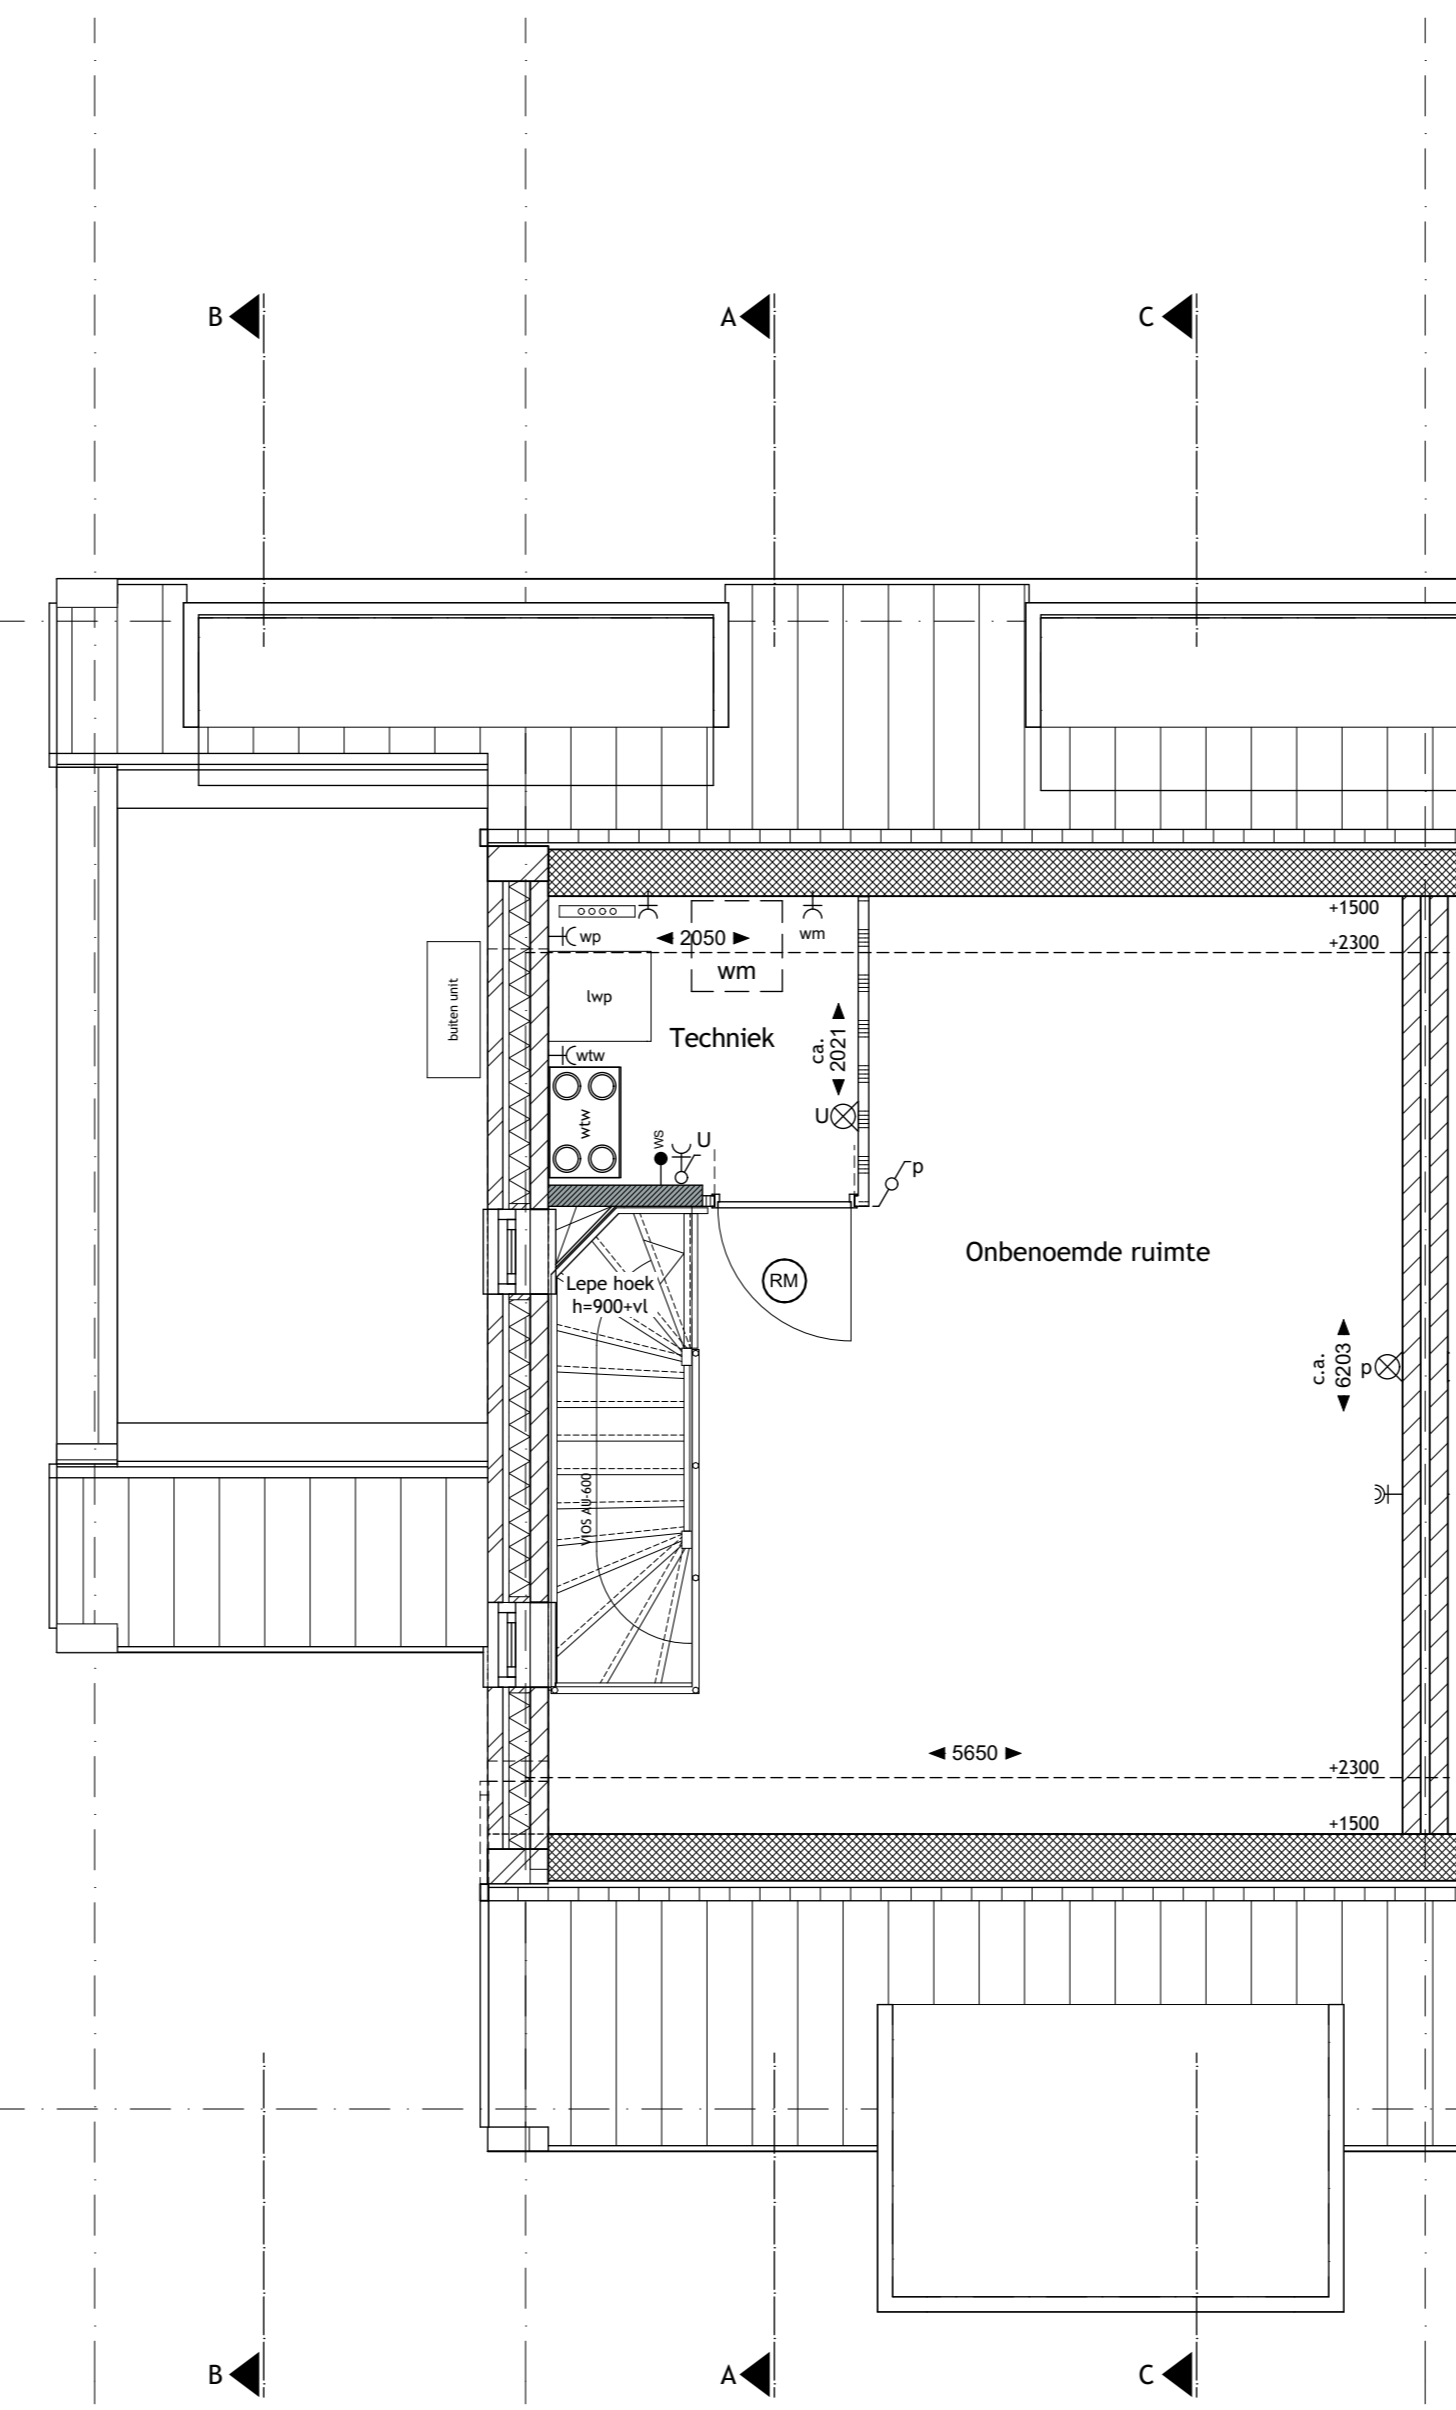 B
A
C
+1500
wp
2050
wm
+2300
wm
buiten unit
lwp
Techniek
ca.
2021
wtw
wtw
U
ws
U
p
Onbenoemde ruimte
RM
Lepe hoek
h=900+vl
c.a.
6203
p
VIOS AU-600
5650
+2300
+1500
B
A
C